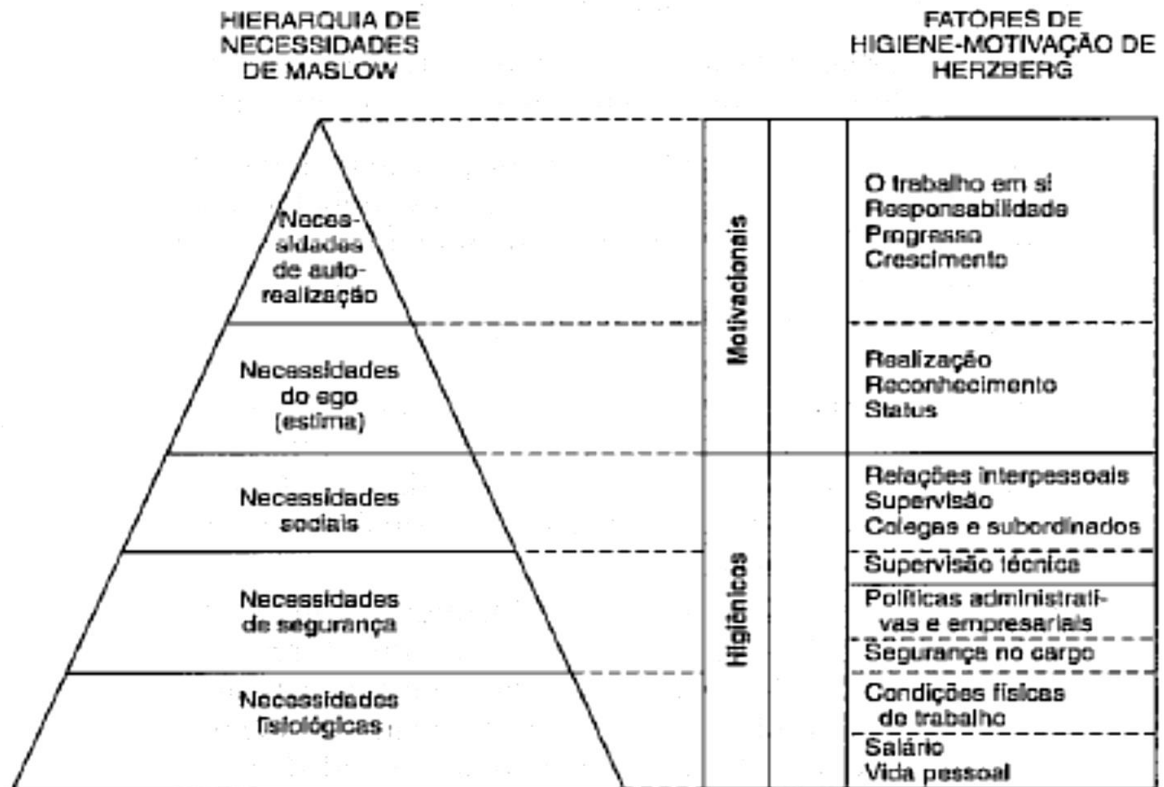 HIERARQUIA DE
NECESSIDADES
DE MASLOW
FATORES DE
HIGIENE-MOTIVAÇÃO DE
HERZBERG
Neces-
sidades
de auto-
realização
Necessidades
do ego
(estima)
Necessidades
sociais
Necessidades
de segurança
Necessidades
fisiológicas
Motivacionais
Higiênicos
O trabalho em si
Responsabilidade
Progresso
Crescimento
Realização
Reconhecimento
Status
Relações interpessoais
Supervisão
Colegas e subordinados
Supervisão técnica
Políticas administrati-
vas e empresariais
Segurança no cargo
Condições físicas
de trabalho
Salário
Vida pessoal